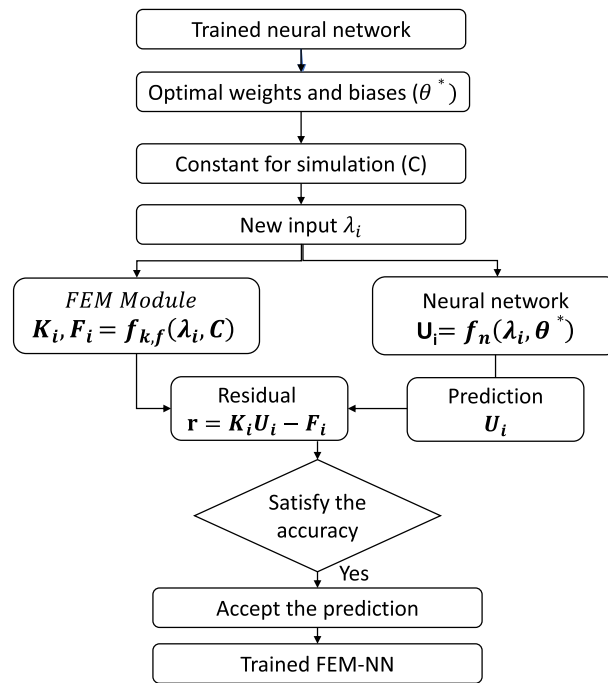 Trained neural network
Optimal weights and biases (θ*)
Constant for simulation (C)
New input λᵢ
FEM Module
Kᵢ, Fᵢ = f_k,f(λᵢ, C)
Neural network
Uᵢ= fₙ(λᵢ, θ*)
Residual
r = KᵢUᵢ − Fᵢ
Prediction
Uᵢ
Satisfy the
accuracy
Yes
Accept the prediction
Trained FEM-NN